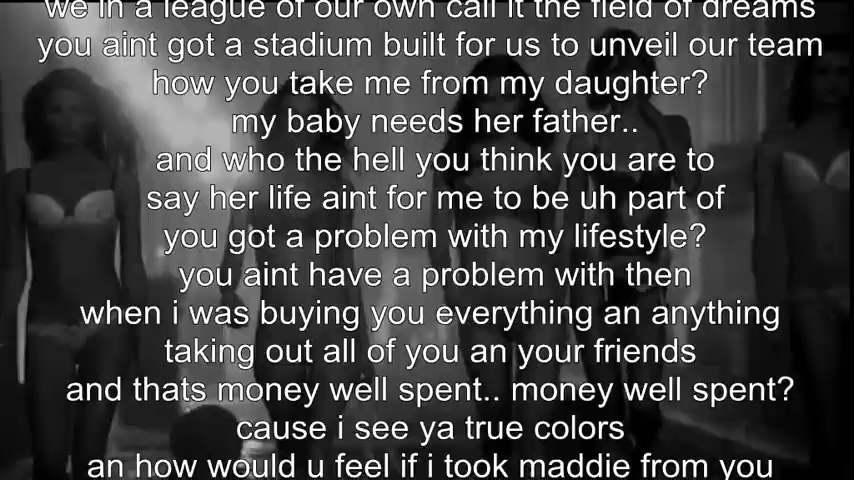 we in a league of our own call it the field of dreams
you aint got a stadium built for us to unveil our team
how you take me from my daughter?
my baby needs her father..
and who the hell you think you are to
say her life aint for me to be uh part of
you got a problem with my lifestyle?
you aint have a problem with then
when i was buying you everything an anything
taking out all of you an your friends
and thats money well spent.. money well spent?
cause i see ya true colors
an how would u feel if i took maddie from you